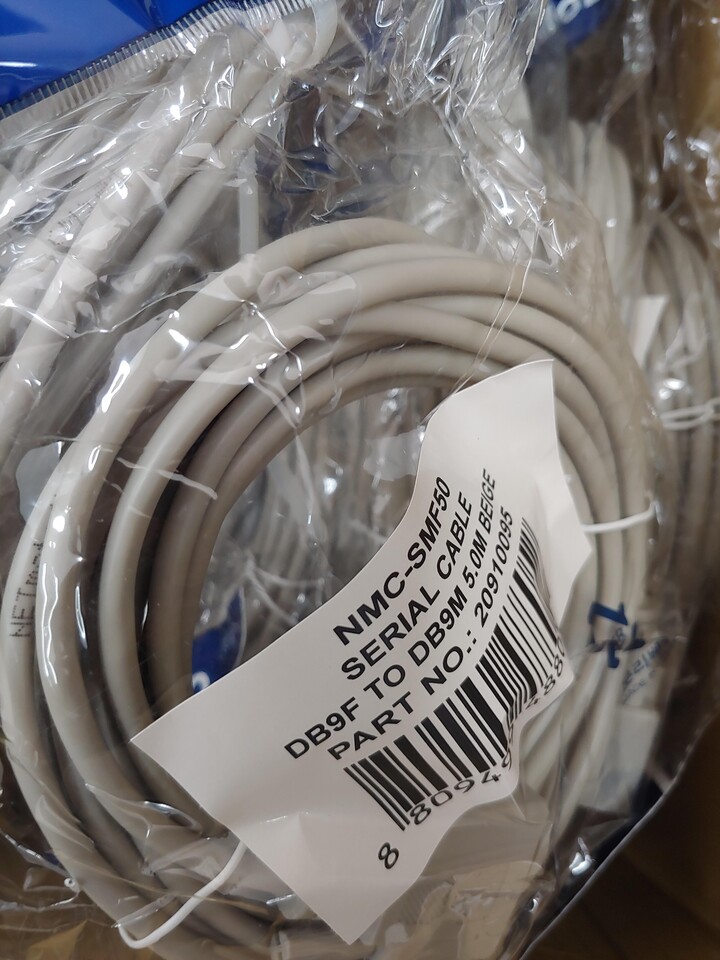 NMC-SMF50
SERIAL CABLE
DB9F TO DB9M 5.0M BEIGE
PART NO.: 20910095